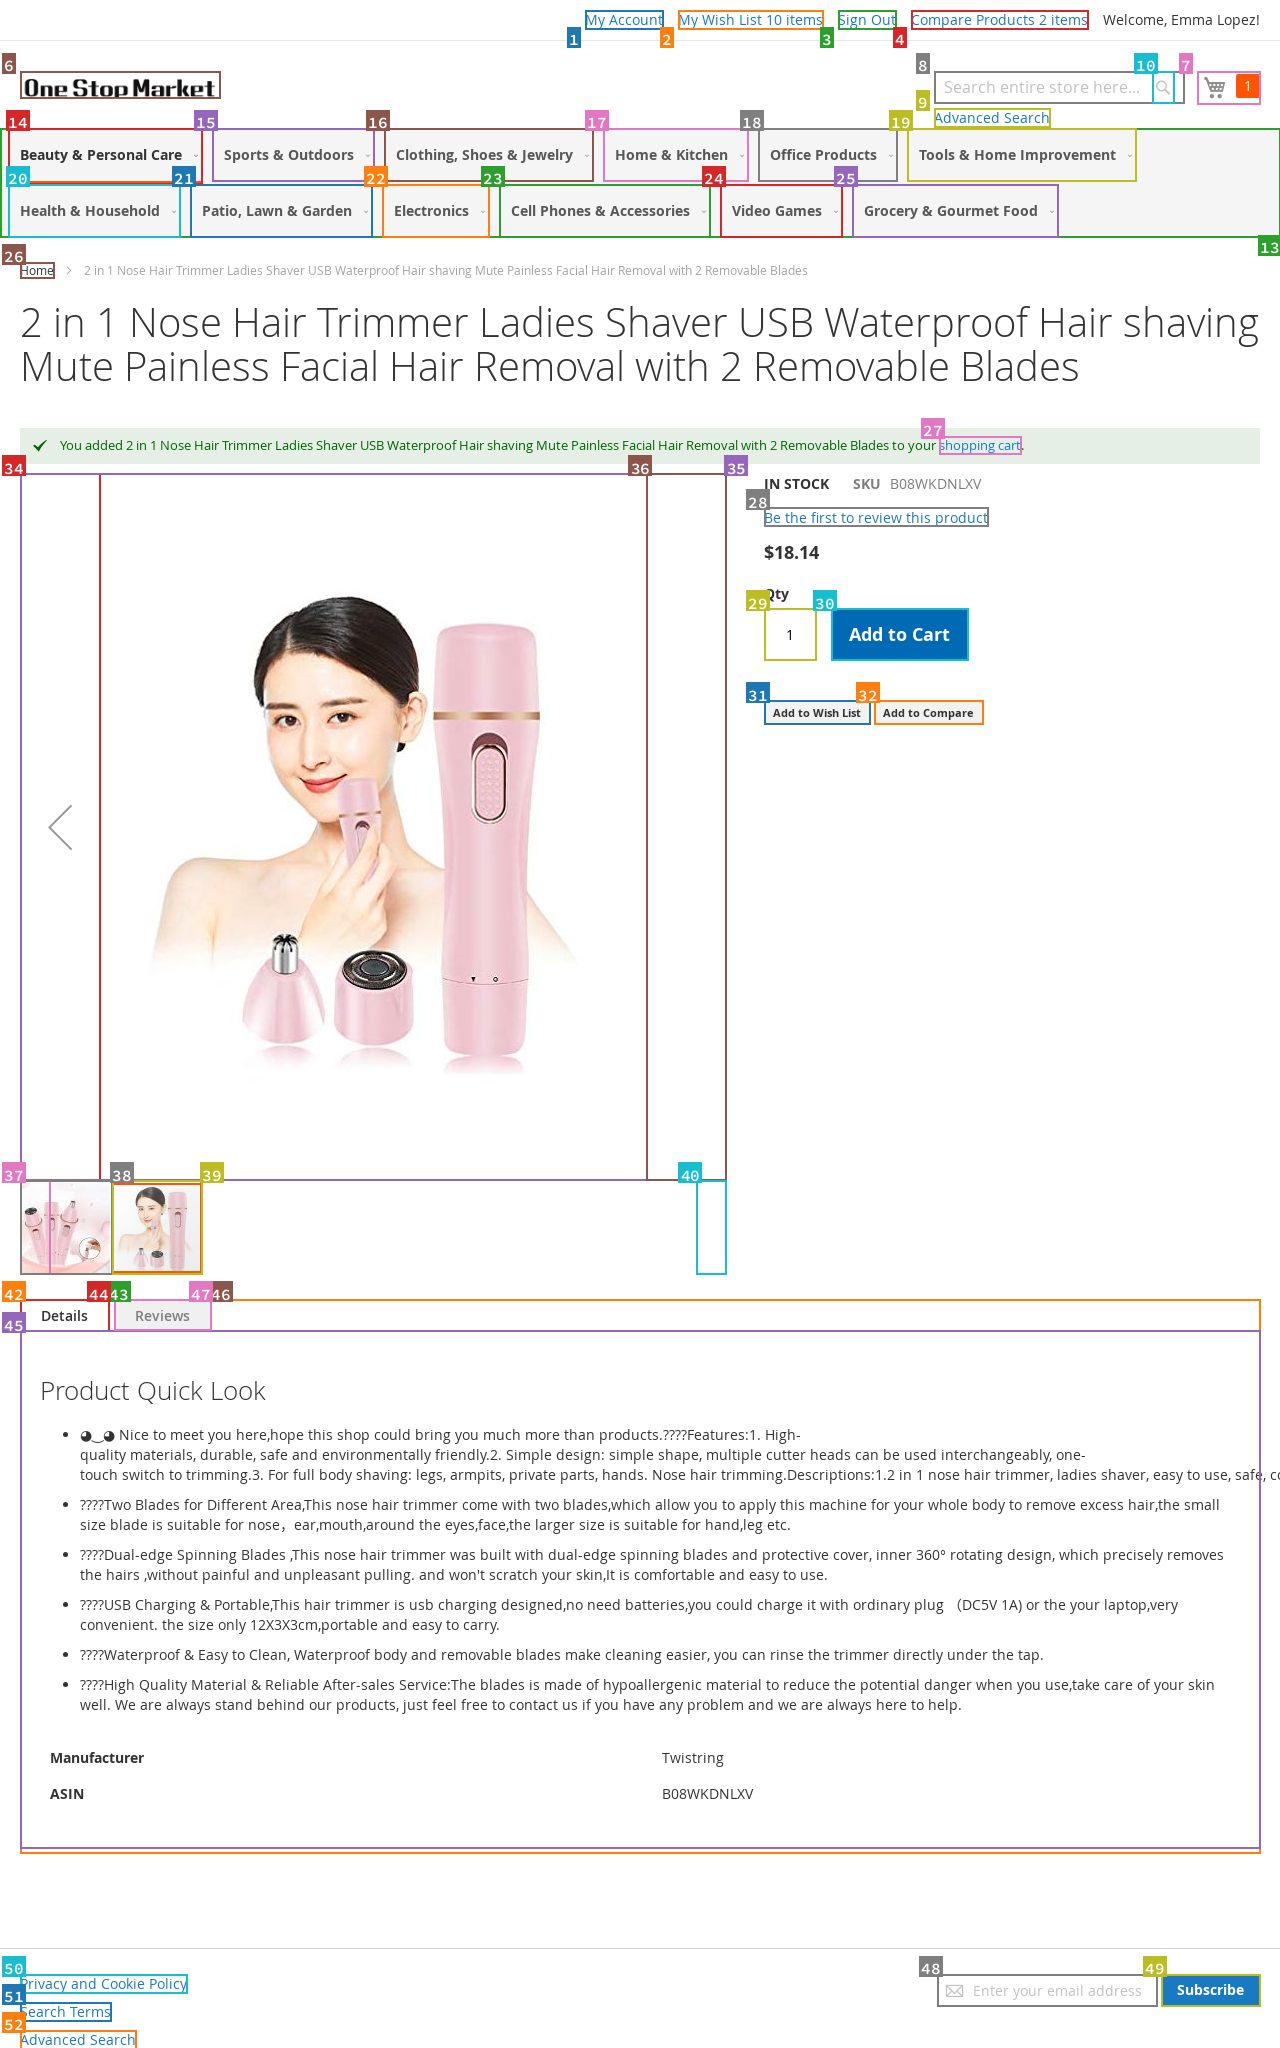 My Account My Wish List 10 items Sign Out Compare Products 2 items Welcome, Emma Lopez!
1 2 3 4
6 8 10 7
One Stop Market Search entire store here... 1
9
Advanced Search
14 15 16 17 18 19
Beauty & Personal Care Sports & Outdoors Clothing, Shoes & Jewelry Home & Kitchen Office Products Tools & Home Improvement
20 21 22 23 24 25
Health & Household Patio, Lawn & Garden Electronics Cell Phones & Accessories Video Games Grocery & Gourmet Food
26 13
Home 2 in 1 Nose Hair Trimmer Ladies Shaver USB Waterproof Hair shaving Mute Painless Facial Hair Removal with 2 Removable Blades
2 in 1 Nose Hair Trimmer Ladies Shaver USB Waterproof Hair shaving
Mute Painless Facial Hair Removal with 2 Removable Blades
27
You added 2 in 1 Nose Hair Trimmer Ladies Shaver USB Waterproof Hair shaving Mute Painless Facial Hair Removal with 2 Removable Blades to your shopping cart.
34 36 35
IN STOCK SKU B08WKDNLXV
28
Be the first to review this product
$18.14
Qty
29 30
1 Add to Cart
31 32
Add to Wish List Add to Compare
37 38 39 40
42 44 43 47 46
Details Reviews
45
Product Quick Look
• ◕‿◕ Nice to meet you here,hope this shop could bring you much more than products.????Features:1. High-
quality materials, durable, safe and environmentally friendly.2. Simple design: simple shape, multiple cutter heads can be used interchangeably, one-
touch switch to trimming.3. For full body shaving: legs, armpits, private parts, hands. Nose hair trimming.Descriptions:1.2 in 1 nose hair trimmer, ladies shaver, easy to use, safe, co
• ????Two Blades for Different Area,This nose hair trimmer come with two blades,which allow you to apply this machine for your whole body to remove excess hair,the small
size blade is suitable for nose，ear,mouth,around the eyes,face,the larger size is suitable for hand,leg etc.
• ????Dual-edge Spinning Blades ,This nose hair trimmer was built with dual-edge spinning blades and protective cover, inner 360° rotating design, which precisely removes
the hairs ,without painful and unpleasant pulling. and won't scratch your skin,It is comfortable and easy to use.
• ????USB Charging & Portable,This hair trimmer is usb charging designed,no need batteries,you could charge it with ordinary plug （DC5V 1A) or the your laptop,very
convenient. the size only 12X3X3cm,portable and easy to carry.
• ????Waterproof & Easy to Clean, Waterproof body and removable blades make cleaning easier, you can rinse the trimmer directly under the tap.
• ????High Quality Material & Reliable After-sales Service:The blades is made of hypoallergenic material to reduce the potential danger when you use,take care of your skin
well. We are always stand behind our products, just feel free to contact us if you have any problem and we are always here to help.
Manufacturer Twistring
ASIN B08WKDNLXV
50 48 49
Privacy and Cookie Policy Enter your email address Subscribe
51
Search Terms
52
Advanced Search